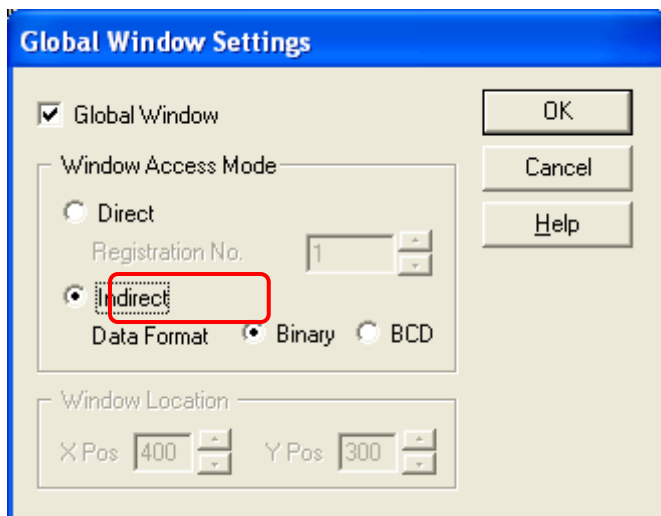 Global Window Settings
Global Window
OK
Window Access Mode
Cancel
Direct
Help
Registration No. 1
Indirect
Data Format Binary BCD
Window Location
X Pos 400 Y Pos 300